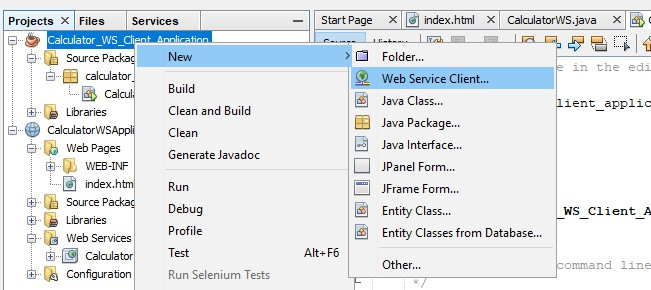 Projects Files Services
Start Page index.html CalculatorWS.java
Calculator_WS_Client_Application
Source Packag
calculator_
Calcu
Libraries
CalculatorWSAppli
Web Pages
WEB-INF
index.htm
Source Packag
Libraries
Web Services
Calculator
Configuration
New
Build
Clean and Build
Clean
Generate Javadoc
Run
Debug
Profile
Test Alt+F6
Run Selenium Tests
Folder...
Web Service Client...
Java Class...
Java Package...
Java Interface...
JPanel Form...
JFrame Form...
Entity Class...
Entity Classes from Database...
Other...
e in the edi
lient_applic
_WS_Client_A
command line
*/